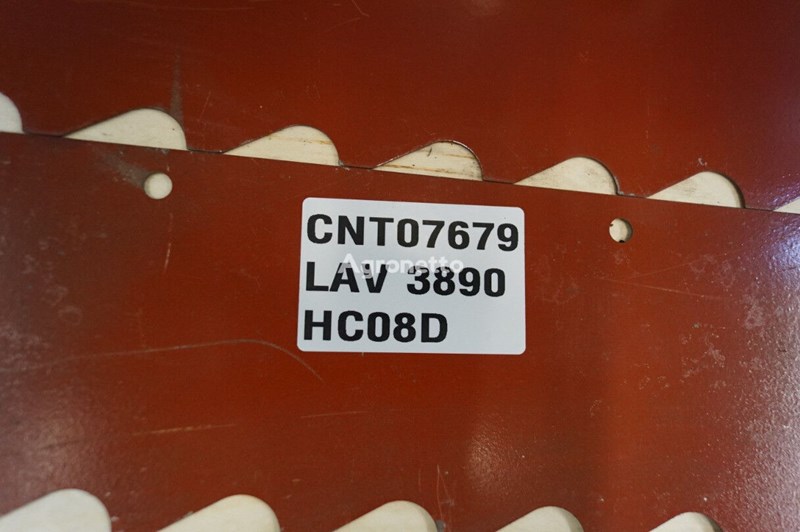 CNT07679
Agronetto
LAV 3890
HC08D